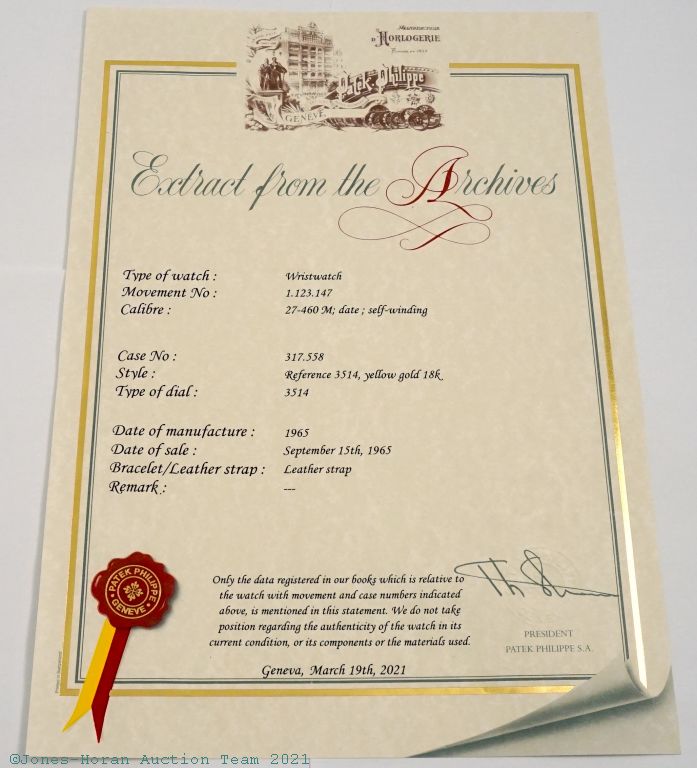 MANUFACTURE
D'HORLOGERIE
Patek Philippe
GENÈVE
Extract from the Archives
Type of watch : Wristwatch
Movement No : 1.123.147
Calibre : 27-460 M; date ; self-winding
Case No : 317.558
Style : Reference 3514, yellow gold 18k
Type of dial : 3514
Date of manufacture : 1965
Date of sale : September 15th, 1965
Bracelet/Leather strap : Leather strap
Remark : ---
PATEK PHILIPPE
GENEVE
Only the data registered in our books which is relative to
the watch with movement and case numbers indicated
above, is mentioned in this statement. We do not take
position regarding the authenticity of the watch in its
current condition, or its components or the materials used.
Geneva, March 19th, 2021
PRESIDENT
PATEK PHILIPPE S.A.
Printed in Switzerland
©Jones-Horan Auction Team 2021